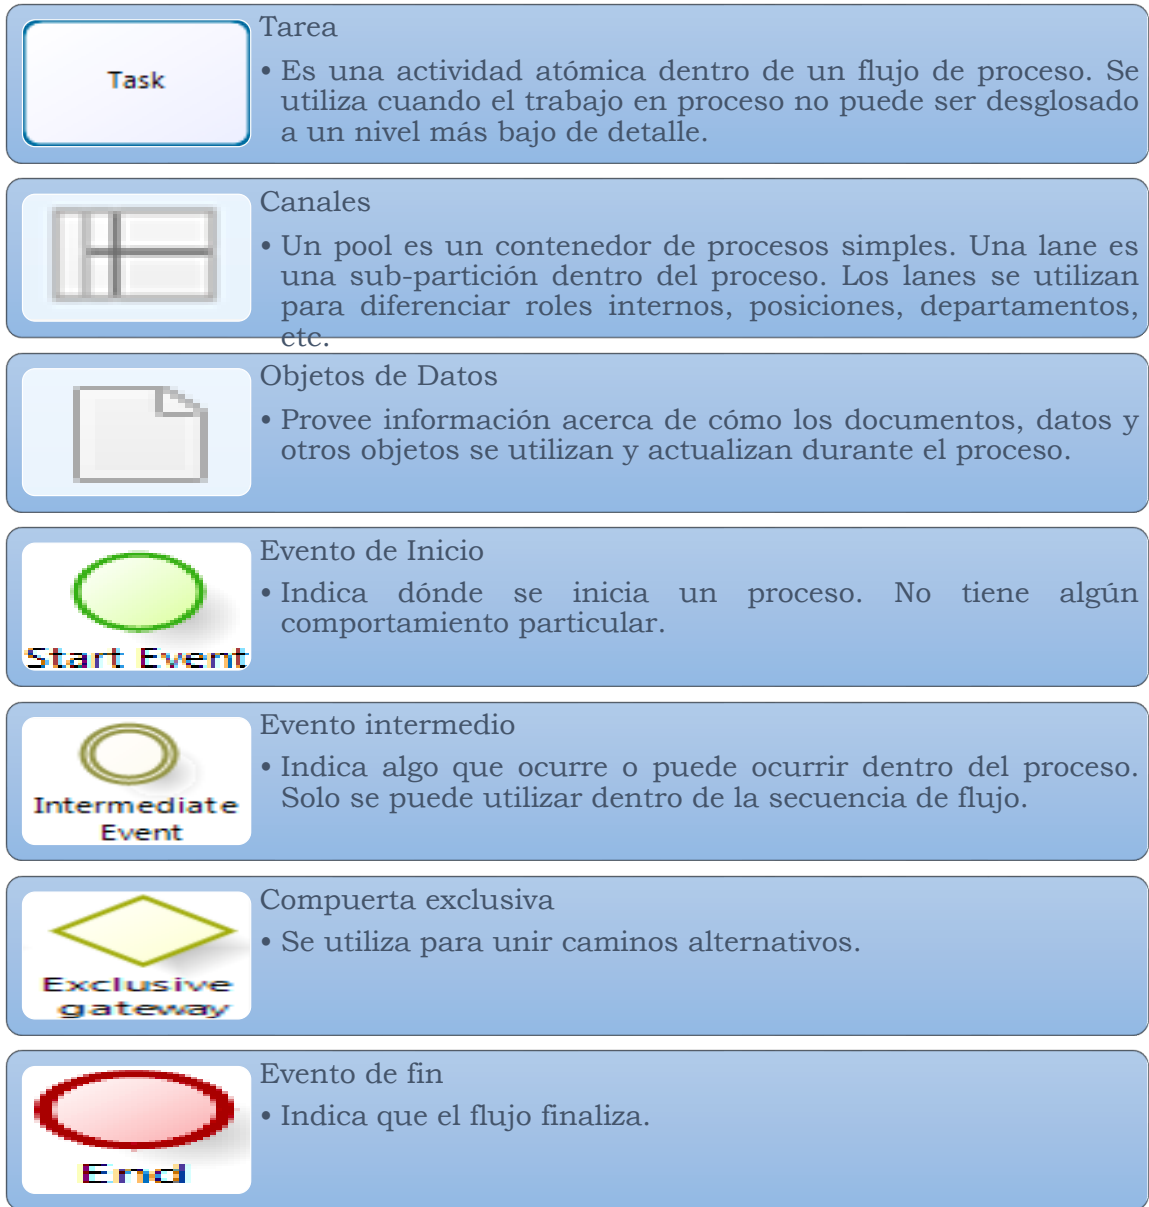 Task
Tarea
• Es una actividad atómica dentro de un flujo de proceso. Se
utiliza cuando el trabajo en proceso no puede ser desglosado
a un nivel más bajo de detalle.
Canales
• Un pool es un contenedor de procesos simples. Una lane es
una sub-partición dentro del proceso. Los lanes se utilizan
para diferenciar roles internos, posiciones, departamentos,
etc.
Objetos de Datos
• Provee información acerca de cómo los documentos, datos y
otros objetos se utilizan y actualizan durante el proceso.
Start Event
Evento de Inicio
• Indica dónde se inicia un proceso. No tiene algún
comportamiento particular.
Intermediate
Event
Evento intermedio
• Indica algo que ocurre o puede ocurrir dentro del proceso.
Solo se puede utilizar dentro de la secuencia de flujo.
Exclusive
gateway
Compuerta exclusiva
• Se utiliza para unir caminos alternativos.
End
Evento de fin
• Indica que el flujo finaliza.